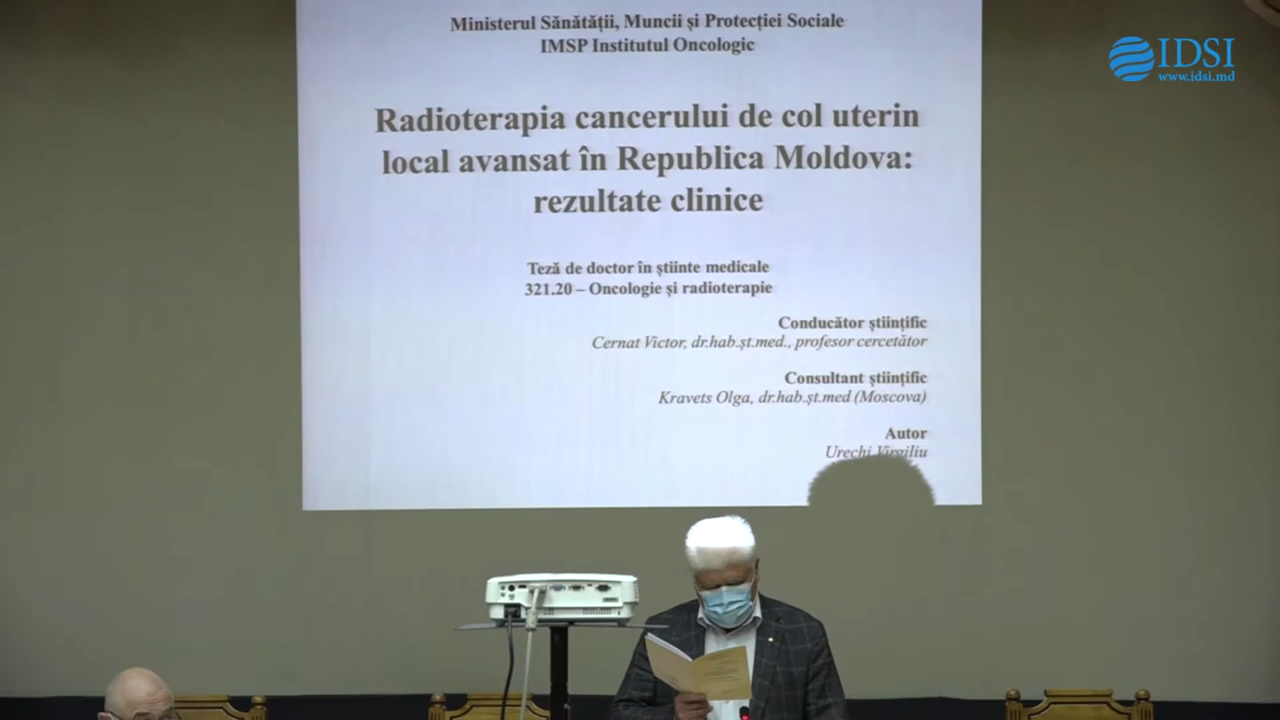 Ministerul Sănătății, Muncii și Protecției Sociale
IMSP Institutul Oncologic
IDSI
www.idsi.md
Radioterapia cancerului de col uterin
local avansat în Republica Moldova:
rezultate clinice
Teză de doctor în științe medicale
321.20 – Oncologie și radioterapie
Conducător științific
Cernat Victor, dr.hab.șt.med., profesor cercetător
Consultant științific
Kravets Olga, dr.hab.șt.med (Moscova)
Autor
Urechi Virgiliu